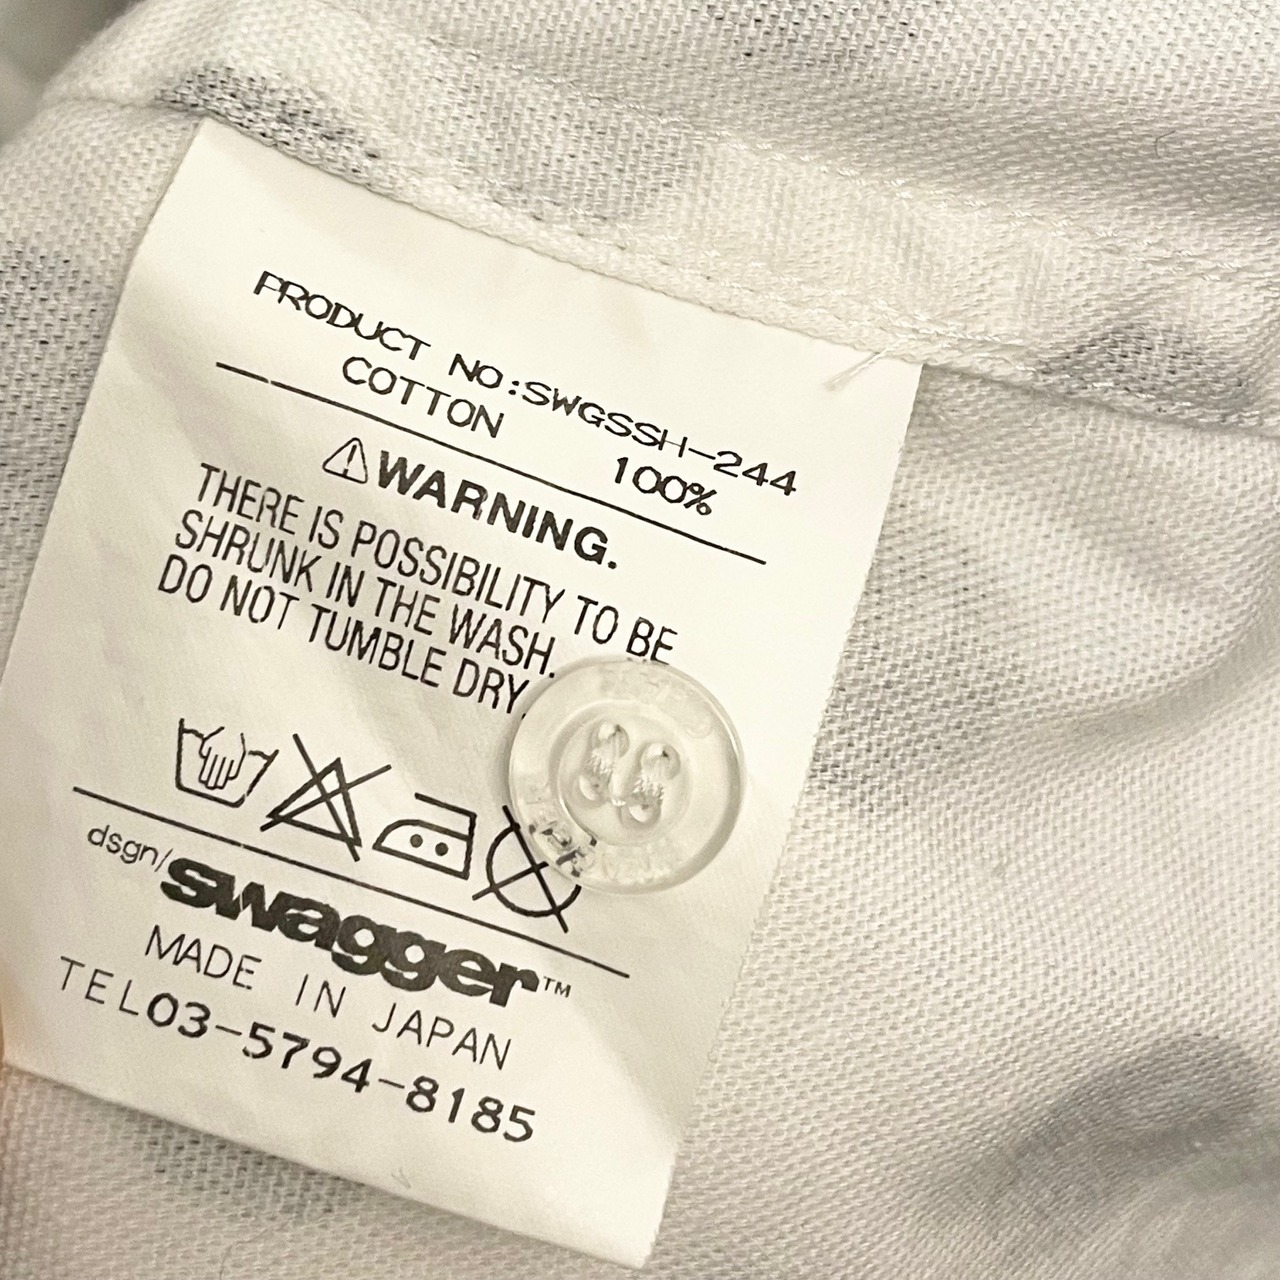 PRODUCT NO:SWGSSH-244
COTTON 100%
WARNING.
THERE IS POSSIBILITY TO BE
SHRUNK IN THE WASH.
DO NOT TUMBLE DRY.
dsgn/swagger™
MADE IN JAPAN
TEL03-5794-8185